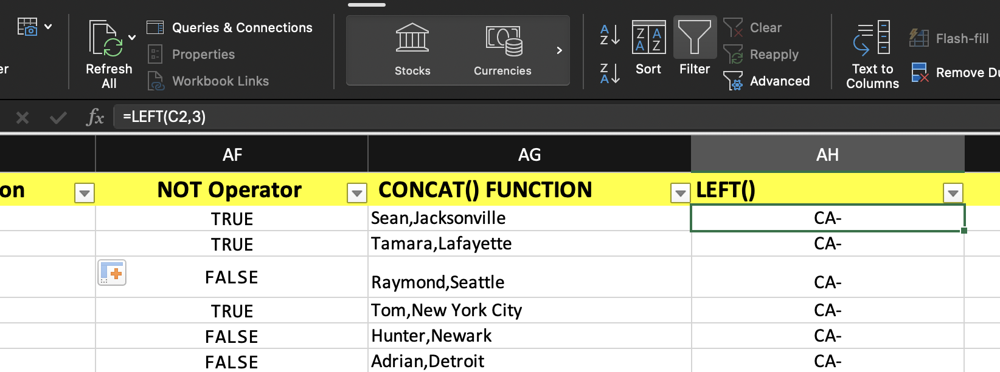 Queries & Connections
Properties
Workbook Links
er
Refresh
All
Stocks
Currencies
A
Z
Z
A
Z A
A Z
Sort
Filter
Clear
Reapply
Advanced
Text to
Columns
Flash-fill
Remove Du
fx =LEFT(C2,3)
AF AG AH
on NOT Operator CONCAT() FUNCTION LEFT()
TRUE Sean,Jacksonville CA-
TRUE Tamara,Lafayette CA-
FALSE Raymond,Seattle CA-
TRUE Tom,New York City CA-
FALSE Hunter,Newark CA-
FALSE Adrian,Detroit CA-